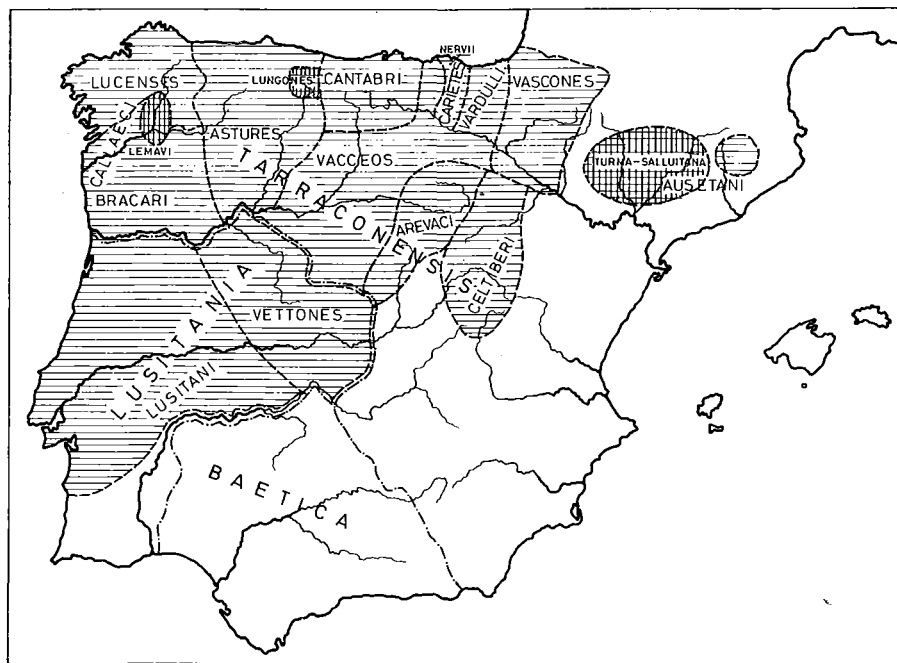 NERVII
LUCENSIS
LUNGONES
CANTABRI
CARIETES
VARDULLI
VASCONES
CALLAECI
ASTURES
LEMAVI
VACCEOS
TURMA-SALLUITANA
AUSETANI
BRACARI
TARRACONENSIS
AREVACI
CELTIBERI
VETTONES
LUSITANIA
LUSITANI
BAETICA